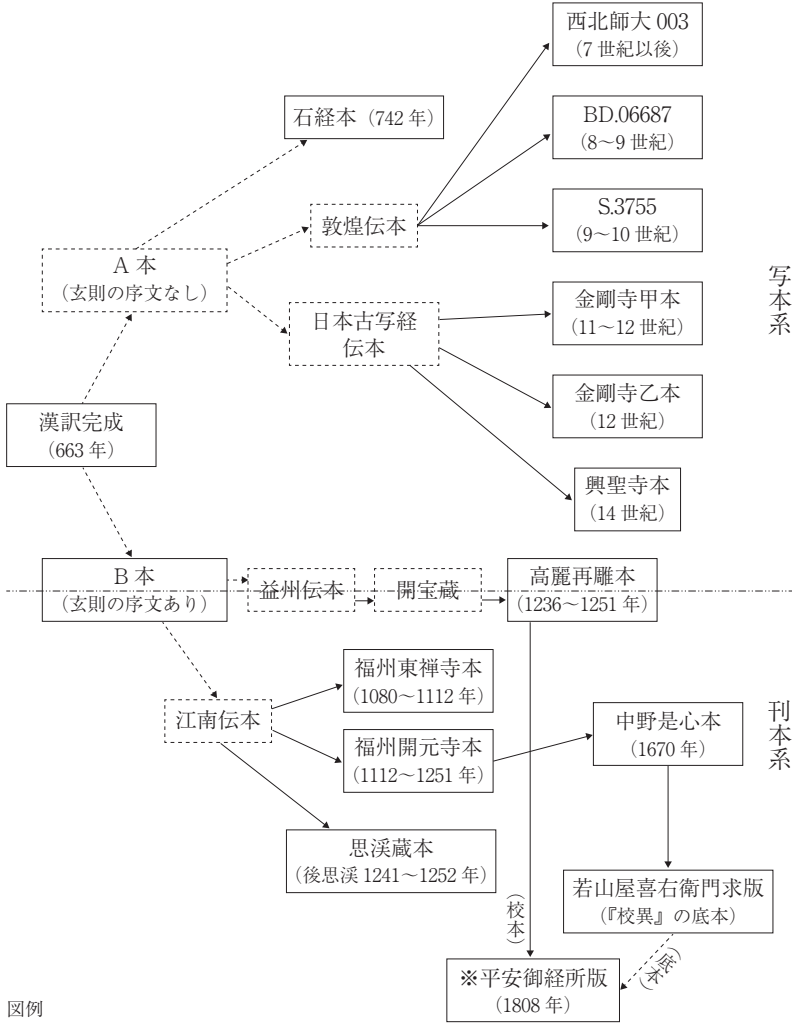 西北師大 003
（7 世紀以後）
石経本（742 年）
BD.06687
（8～9 世紀）
敦煌伝本
S.3755
（9～10 世紀）
A 本
（玄則の序文なし）
日本古写経
伝本
金剛寺甲本
（11～12 世紀）
写本系
漢訳完成
（663 年）
金剛寺乙本
（12 世紀）
興聖寺本
（14 世紀）
B 本
（玄則の序文あり）
益州伝本
開宝蔵
高麗再雕本
（1236～1251 年）
江南伝本
福州東禅寺本
（1080～1112 年）
福州開元寺本
（1112～1251 年）
中野是心本
（1670 年）
刊本系
思渓蔵本
（後思渓 1241～1252 年）
若山屋喜右衛門求版
（『校異』の底本）
（校本）
（底本）
※平安御経所版
（1808 年）
図例